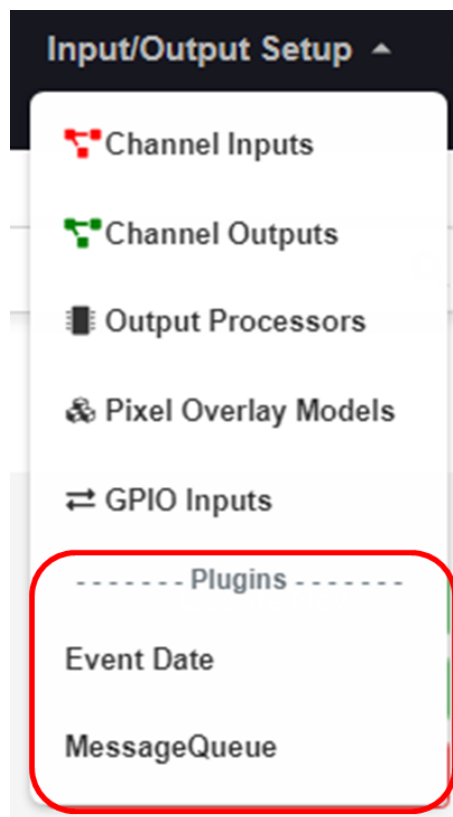 Input/Output Setup
Channel Inputs
Channel Outputs
Output Processors
Pixel Overlay Models
GPIO Inputs
------- Plugins -------
Event Date
MessageQueue